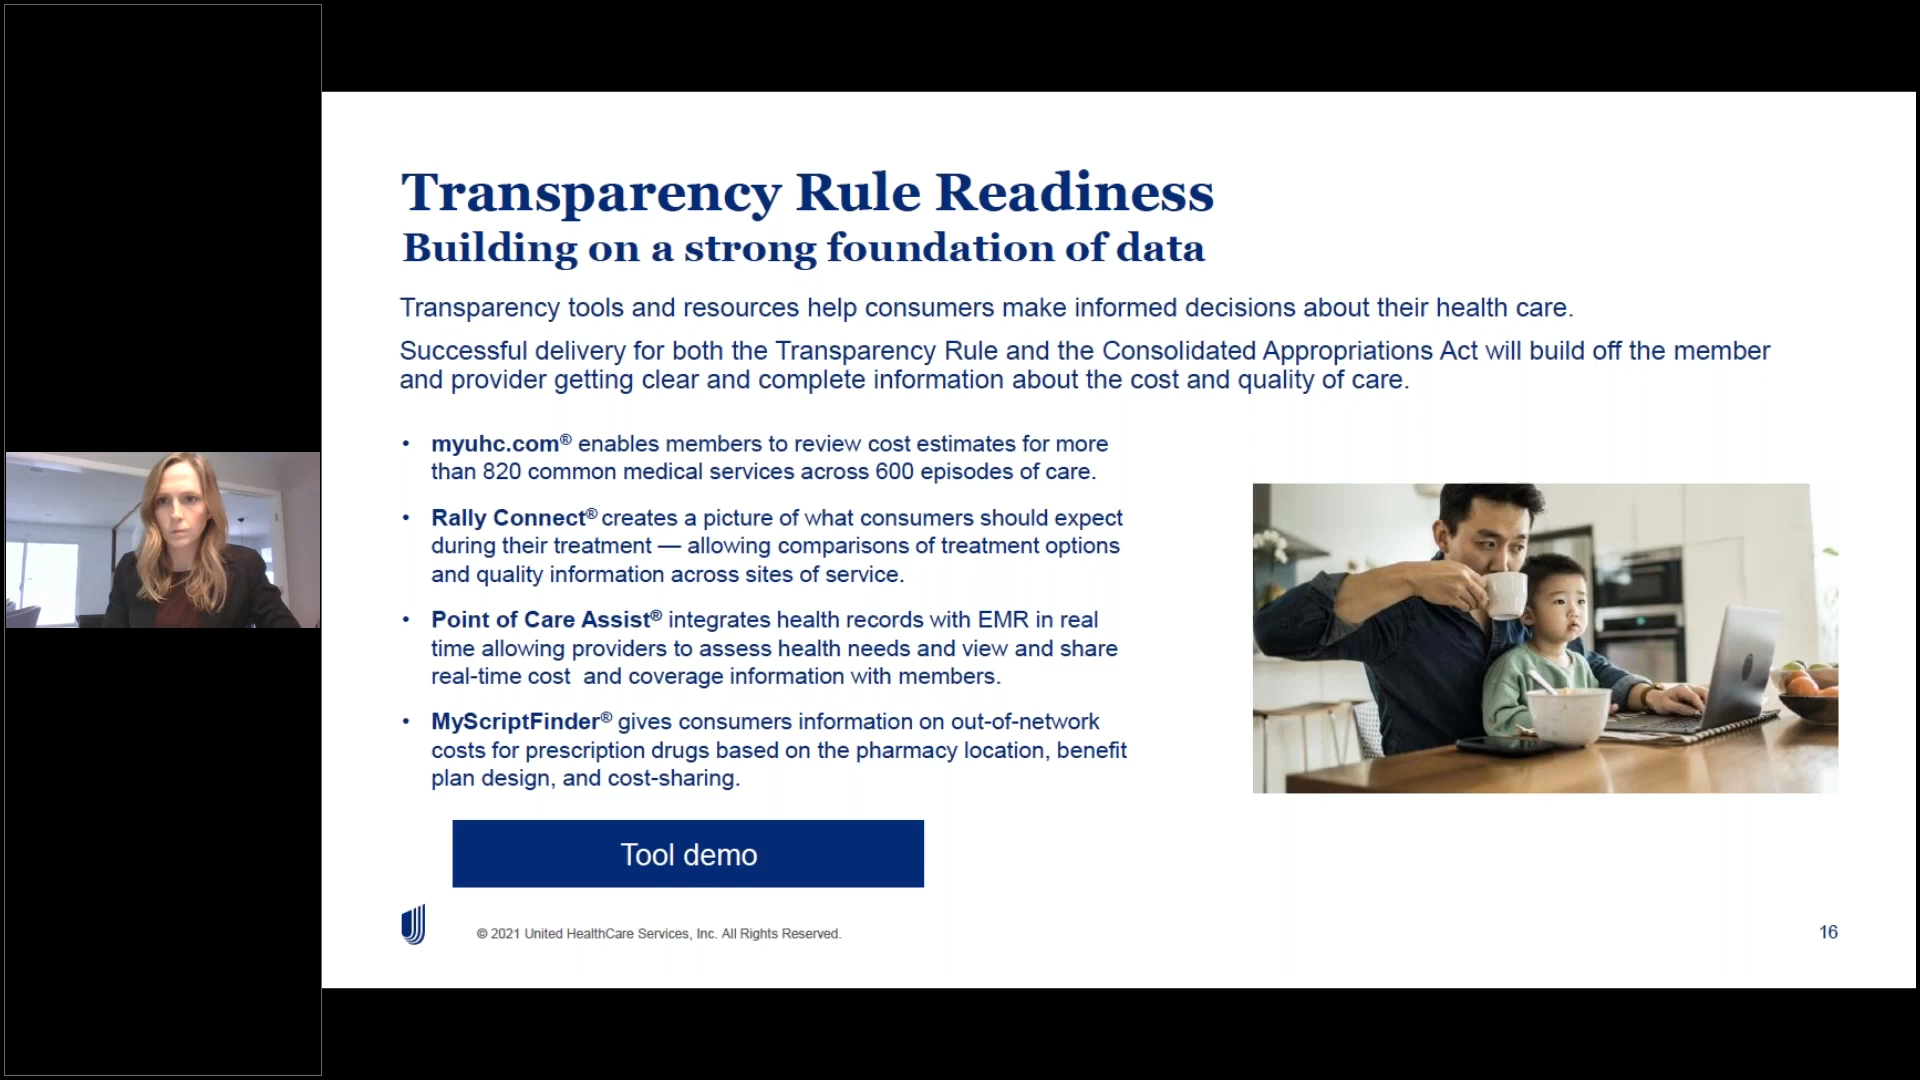 Transparency Rule Readiness
Building on a strong foundation of data
Transparency tools and resources help consumers make informed decisions about their health care.
Successful delivery for both the Transparency Rule and the Consolidated Appropriations Act will build off the member
and provider getting clear and complete information about the cost and quality of care.
• myuhc.com® enables members to review cost estimates for more
than 820 common medical services across 600 episodes of care.
• Rally Connect® creates a picture of what consumers should expect
during their treatment — allowing comparisons of treatment options
and quality information across sites of service.
• Point of Care Assist® integrates health records with EMR in real
time allowing providers to assess health needs and view and share
real-time cost  and coverage information with members.
• MyScriptFinder® gives consumers information on out-of-network
costs for prescription drugs based on the pharmacy location, benefit
plan design, and cost-sharing.
Tool demo
© 2021 United HealthCare Services, Inc. All Rights Reserved.
16